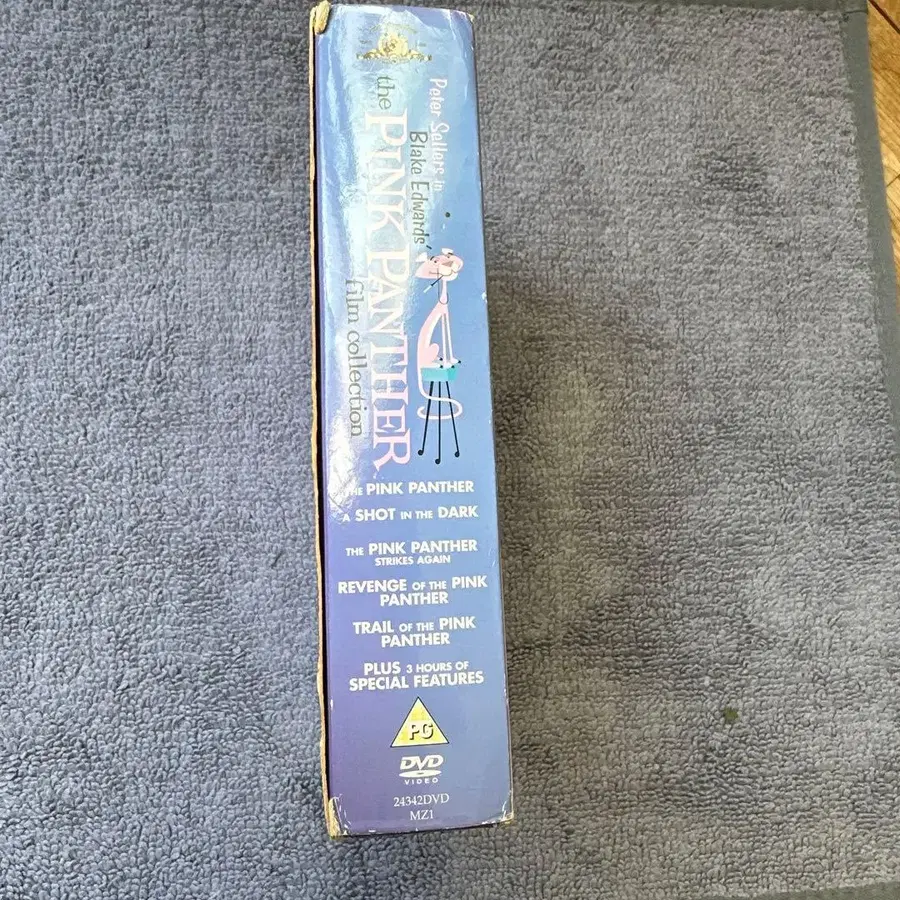 Peter Sellers in
Blake Edwards'
the PINK PANTHER
film collection
THE PINK PANTHER
A SHOT IN THE DARK
THE PINK PANTHER
STRIKES AGAIN
REVENGE OF THE PINK
PANTHER
TRAIL OF THE PINK
PANTHER
PLUS 3 HOURS OF
SPECIAL FEATURES
PG
DVD
VIDEO
24342DVD
MZ1